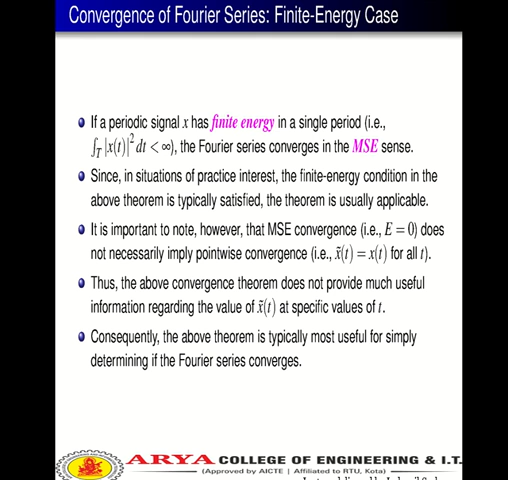 Convergence of Fourier Series: Finite-Energy Case
If a periodic signal x has finite energy in a single period (i.e.,
∫_T |x(t)|² dt < ∞), the Fourier series converges in the MSE sense.
Since, in situations of practice interest, the finite-energy condition in the
above theorem is typically satisfied, the theorem is usually applicable.
It is important to note, however, that MSE convergence (i.e., E = 0) does
not necessarily imply pointwise convergence (i.e., x̃(t) = x(t) for all t).
Thus, the above convergence theorem does not provide much useful
information regarding the value of x̃(t) at specific values of t.
Consequently, the above theorem is typically most useful for simply
determining if the Fourier series converges.
ARYA COLLEGE OF ENGINEERING & I.T.
(Approved by AICTE | Affiliated to RTU, Kota)